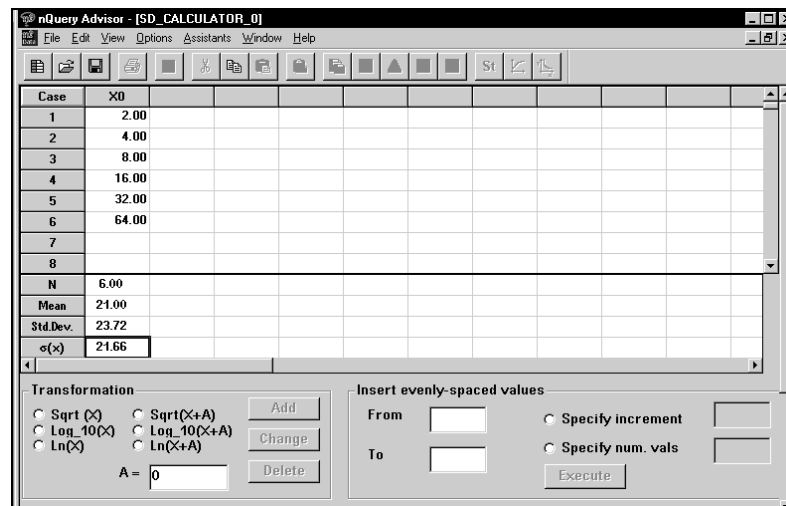 nQuery Advisor - [SD_CALCULATOR_0]
File Edit View Options Assistants Window Help
St
Case X0
1 2.00
2 4.00
3 8.00
4 16.00
5 32.00
6 64.00
7
8
N 6.00
Mean 21.00
Std.Dev. 23.72
σ(x) 21.66
Transformation
Sqrt (X) Sqrt(X+A) Add
Log_10(X) Log_10(X+A) Change
Ln(X) Ln(X+A)
A = 0 Delete
Insert evenly-spaced values
From Specify increment
To Specify num. vals
Execute